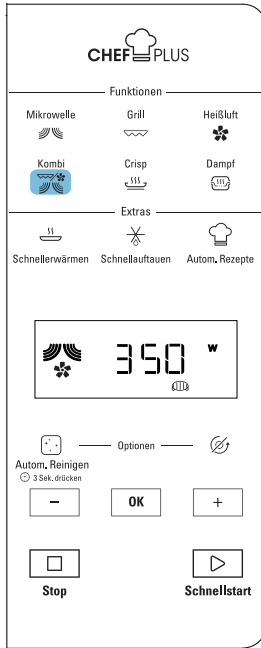 CHEF PLUS
Funktionen
Mikrowelle Grill Heißluft
Kombi Crisp Dampf
Extras
Schnellerwärmen Schnellauftauen Autom. Rezepte
350 W
Optionen
Autom. Reinigen
3 Sek. drücken
− OK +
Stop Schnellstart